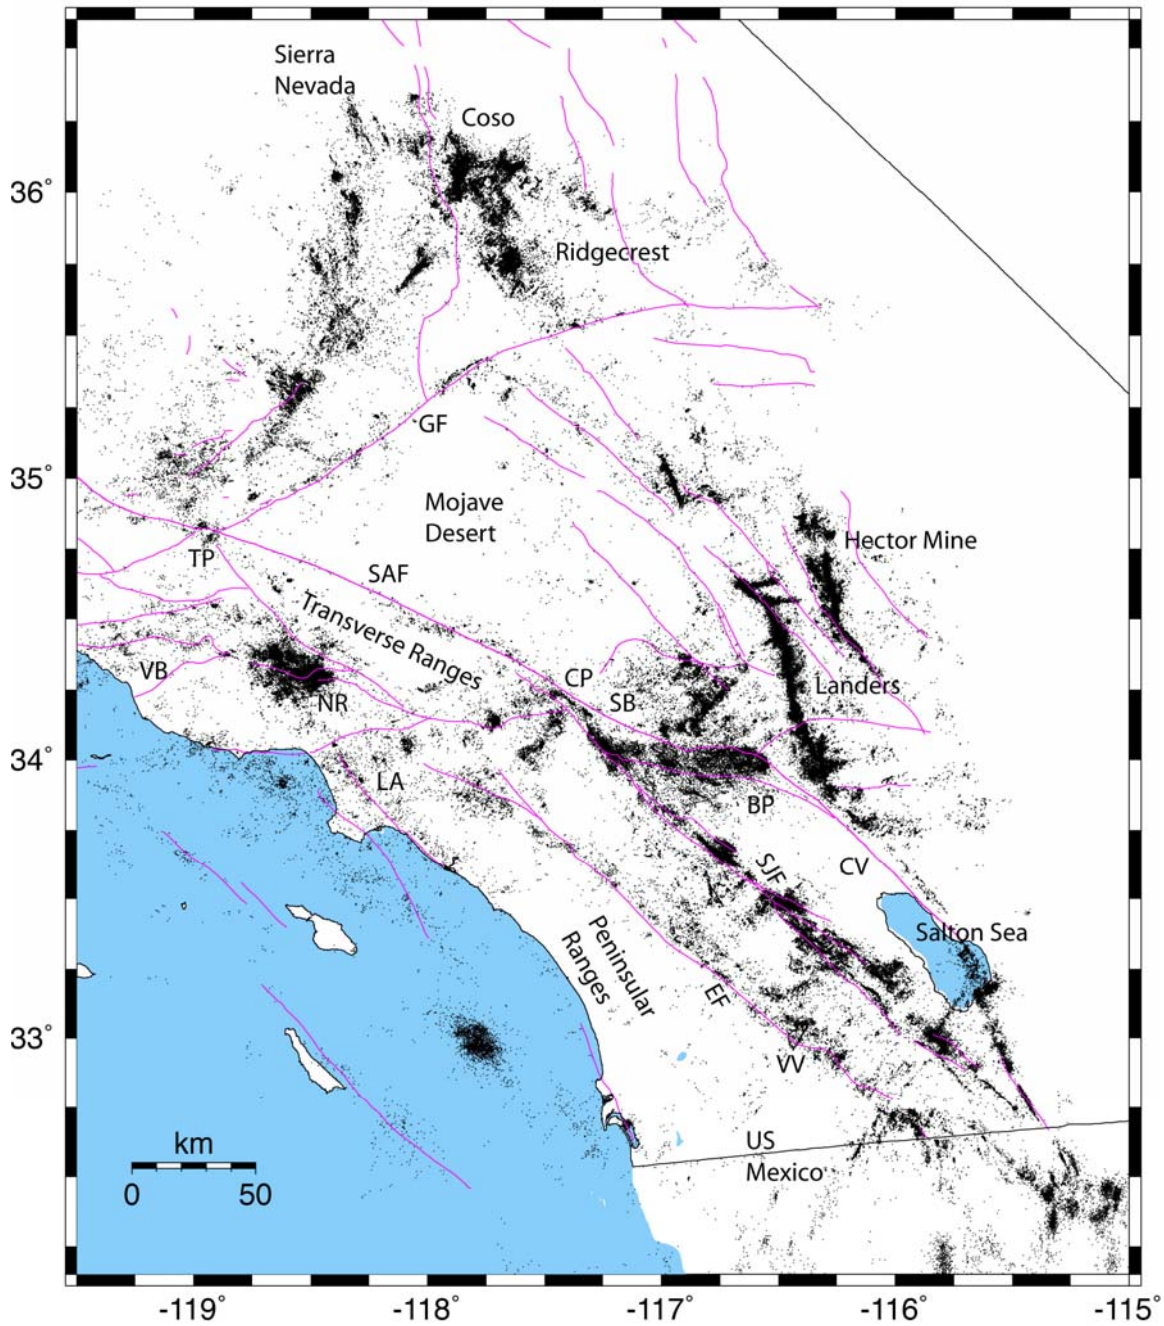 Sierra
Nevada
Coso
36°
Ridgecrest
GF
35°
Mojave
Desert
Hector Mine
TP
SAF
Transverse Ranges
VB
NR
CP
SB
Landers
34°
LA
BP
SJF
CV
Salton Sea
Peninsular
Ranges
EF
33°
VV
km
US
Mexico
0
50
-119°
-118°
-117°
-116°
-115°